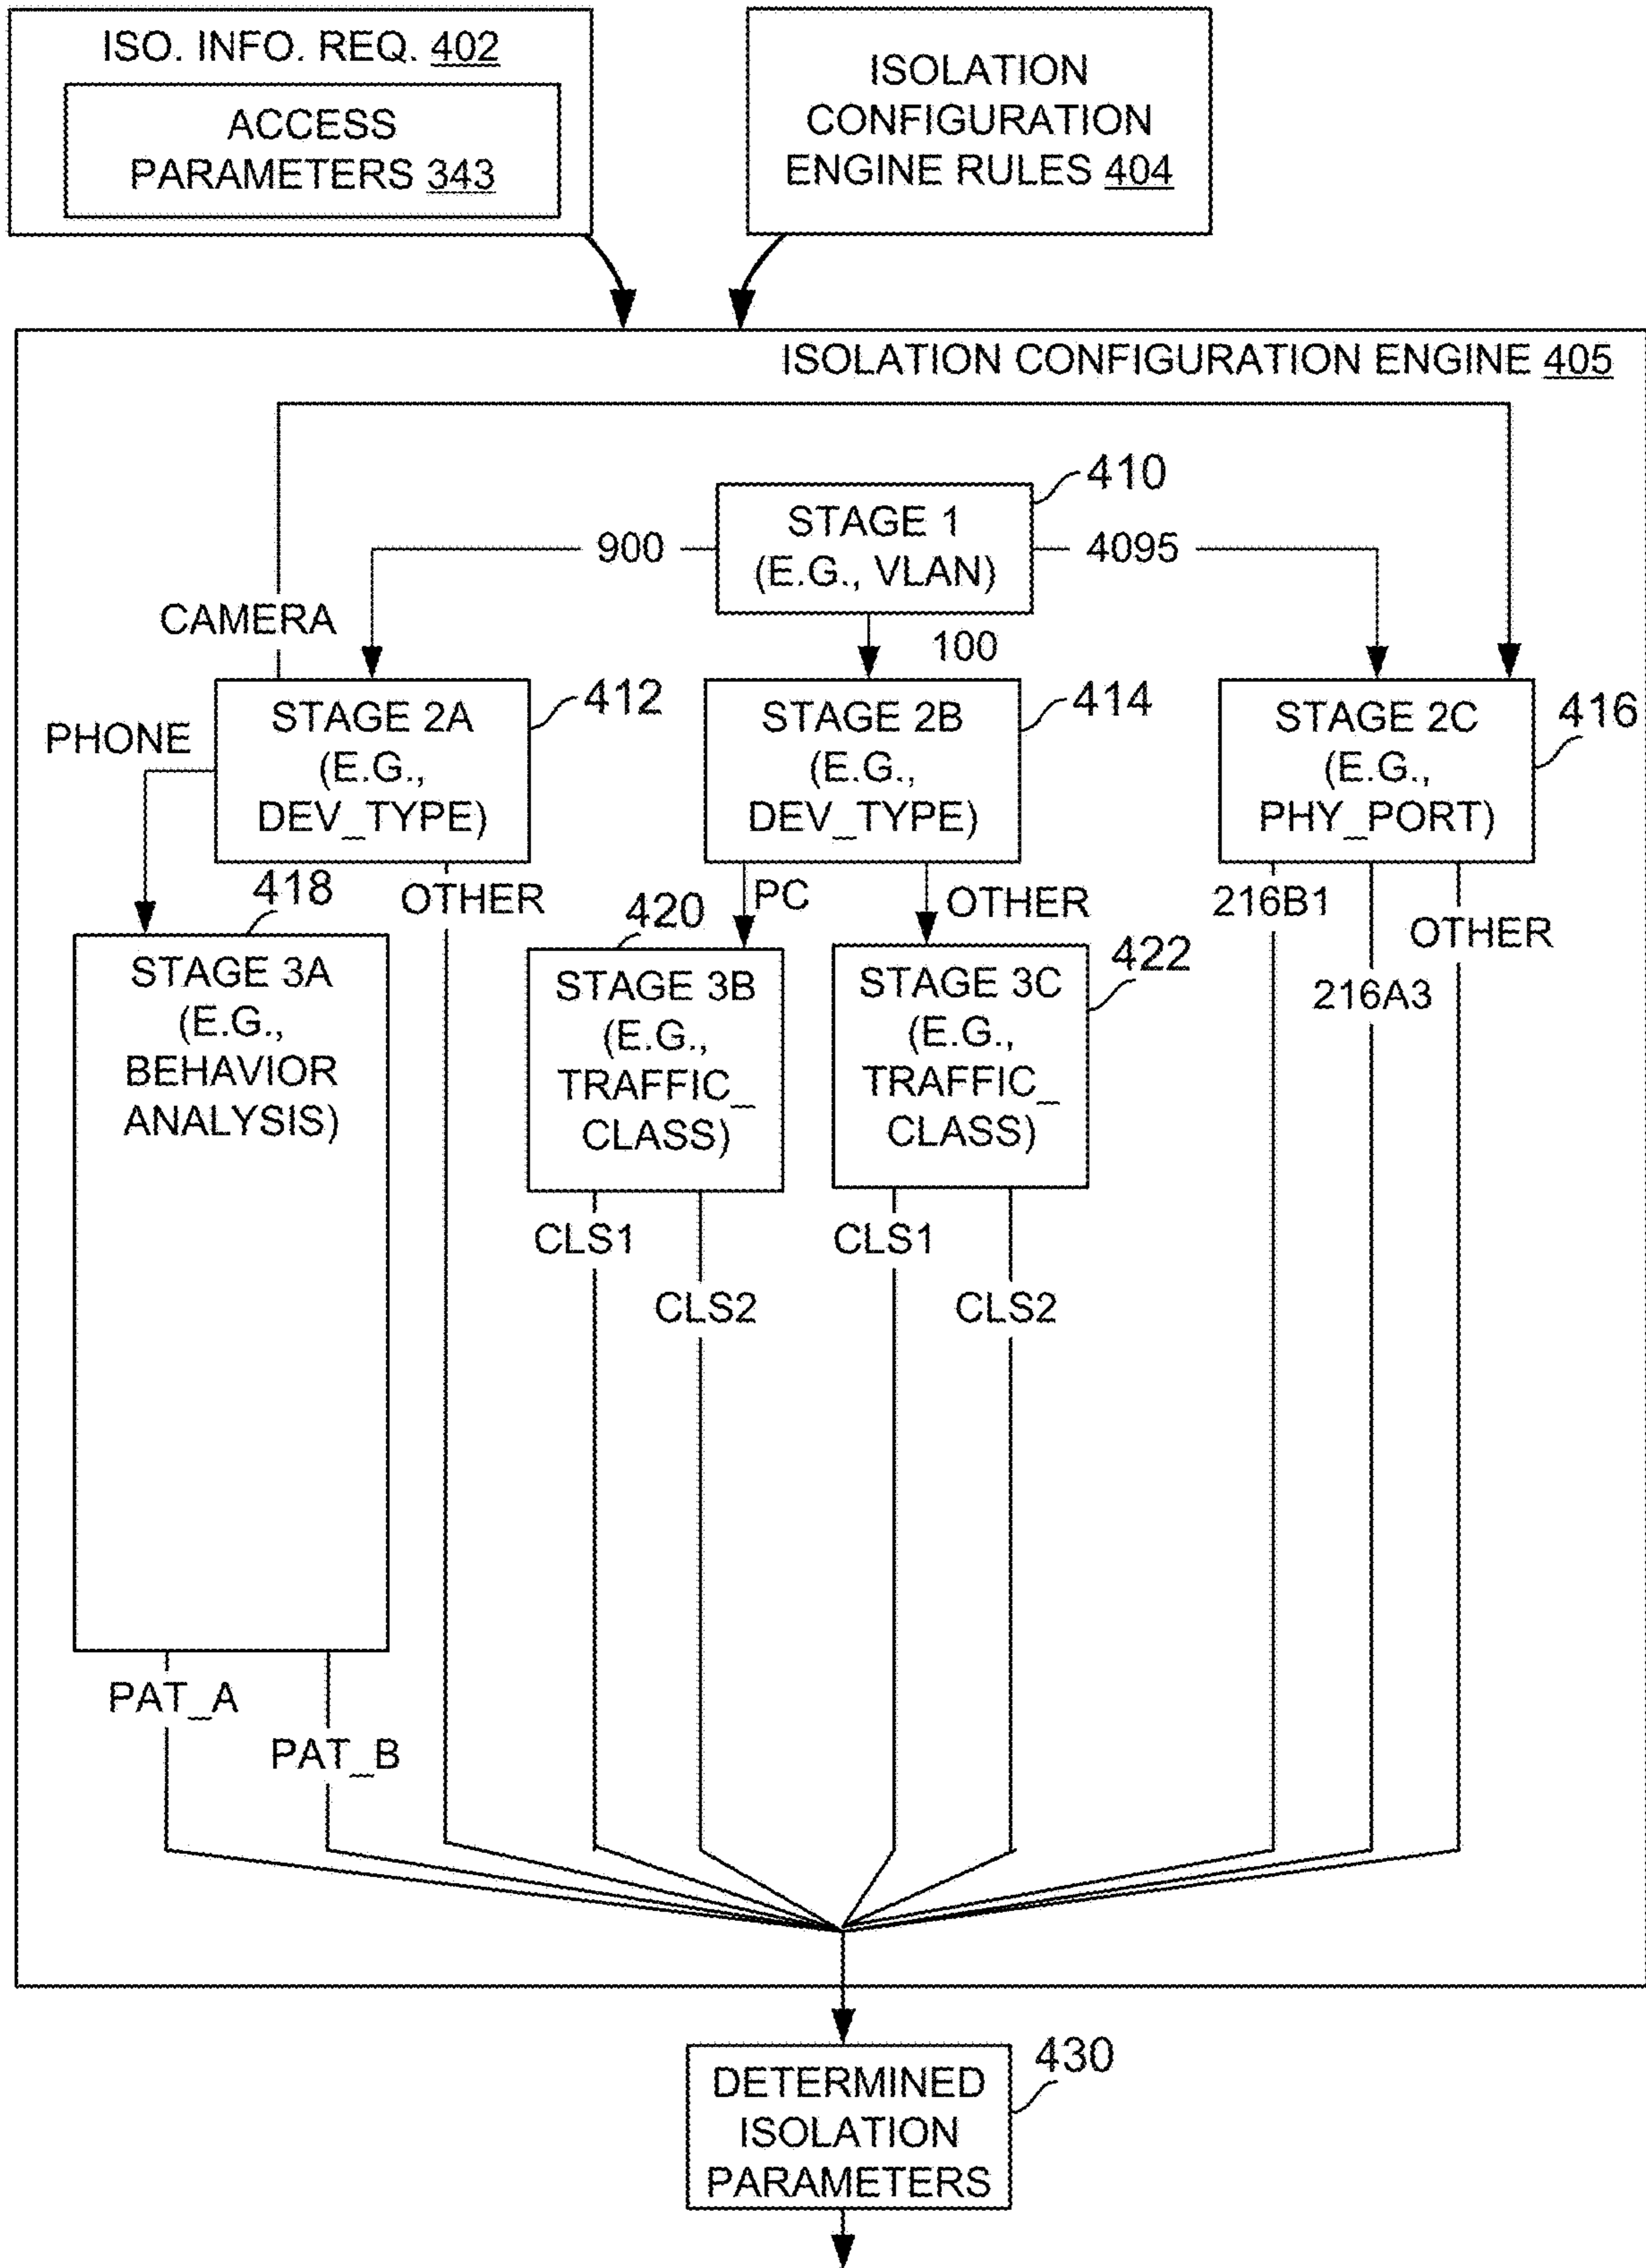 ISO. INFO. REQ. 402
ACCESS
PARAMETERS 343
ISOLATION
CONFIGURATION
ENGINE RULES 404
ISOLATION CONFIGURATION ENGINE 405
410
STAGE 1
(E.G., VLAN)
900
4095
100
CAMERA
PHONE
STAGE 2A
(E.G.,
DEV_TYPE)
412
STAGE 2B
(E.G.,
DEV_TYPE)
414
STAGE 2C
(E.G.,
PHY_PORT)
416
418
OTHER
420
PC
OTHER
216B1
216A3
OTHER
STAGE 3A
(E.G.,
BEHAVIOR
ANALYSIS)
STAGE 3B
(E.G.,
TRAFFIC_
CLASS)
STAGE 3C
(E.G.,
TRAFFIC_
CLASS)
422
CLS1
CLS2
CLS1
CLS2
PAT_A
PAT_B
430
DETERMINED
ISOLATION
PARAMETERS